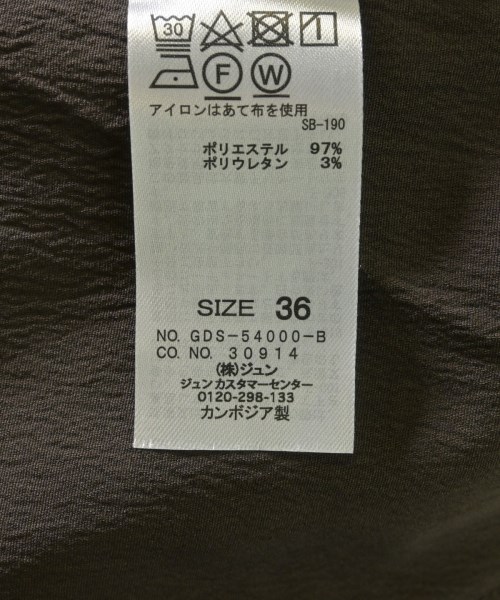 30
F W
アイロンはあて布を使用
SB-190
ポリエステル 97%
ポリウレタン 3%
SIZE 36
NO. GDS-54000-B
CO. NO. 30914
(株)ジュン
ジュンカスタマーセンター
0120-298-133
カンボジア製